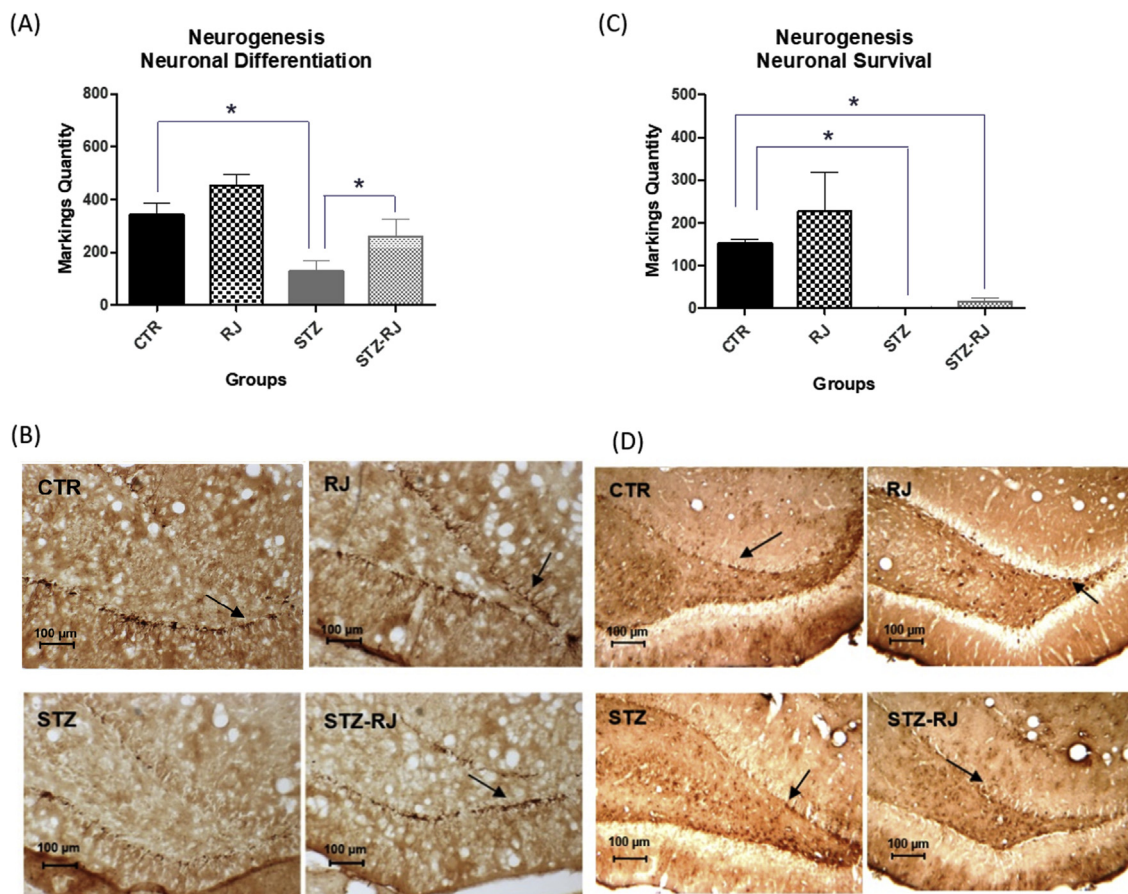 (A)
Neurogenesis
Neuronal Differentiation
Markings Quantity
800
600
400
200
0
*
*
CTR
RJ
STZ
STZ-RJ
Groups
(C)
Neurogenesis
Neuronal Survival
Markings Quantity
500
400
300
200
100
0
*
*
CTR
RJ
STZ
STZ-RJ
Groups
(B)
CTR
100 µm
RJ
100 µm
STZ
100 µm
STZ-RJ
100 µm
(D)
CTR
100 µm
RJ
100 µm
STZ
100 µm
STZ-RJ
100 µm